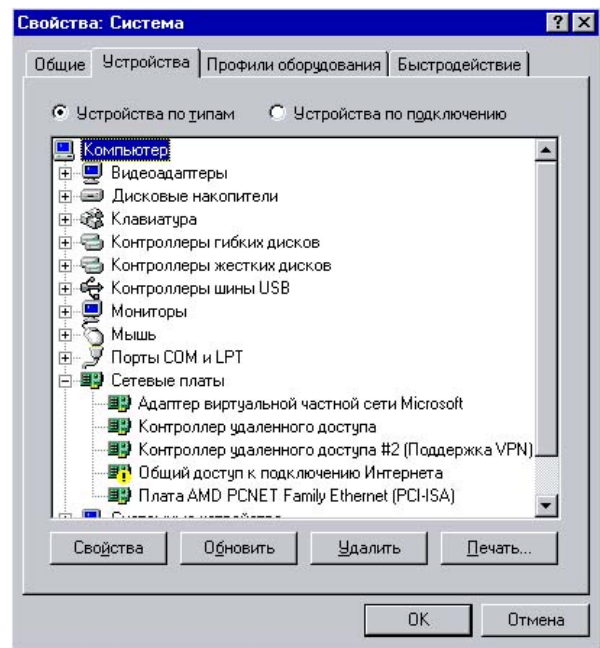 Свойства: Система
Общие Устройства Профили оборудования Быстродействие
Устройства по типам Устройства по подключению
Компьютер
Видеоадаптеры
Дисковые накопители
Клавиатура
Контроллеры гибких дисков
Контроллеры жестких дисков
Контроллеры шины USB
Мониторы
Мышь
Порты COM и LPT
Сетевые платы
Адаптер виртуальной частной сети Microsoft
Контроллер удаленного доступа
Контроллер удаленного доступа #2 (Поддержка VPN)
Общий доступ к подключению Интернета
Плата AMD PCNET Family Ethernet (PCI-ISA)
Свойства Обновить Удалить Печать...
OK Отмена